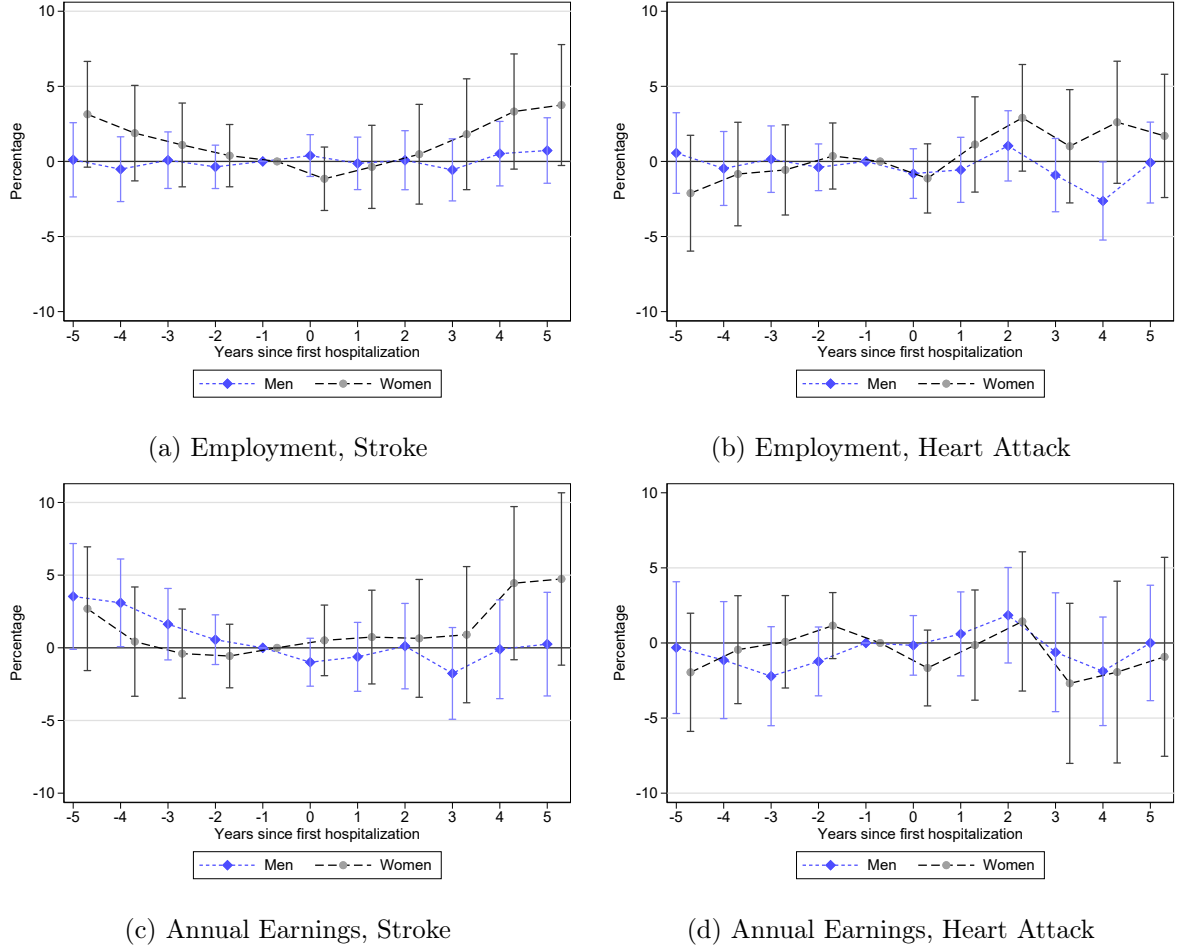 10
5
0
-5
-10
Percentage
-5 -4 -3 -2 -1 0 1 2 3 4 5
Years since first hospitalization
Men Women
(a) Employment, Stroke
10
5
0
-5
-10
Percentage
-5 -4 -3 -2 -1 0 1 2 3 4 5
Years since first hospitalization
Men Women
(b) Employment, Heart Attack
10
5
0
-5
-10
Percentage
-5 -4 -3 -2 -1 0 1 2 3 4 5
Years since first hospitalization
Men Women
(c) Annual Earnings, Stroke
10
5
0
-5
-10
Percentage
-5 -4 -3 -2 -1 0 1 2 3 4 5
Years since first hospitalization
Men Women
(d) Annual Earnings, Heart Attack